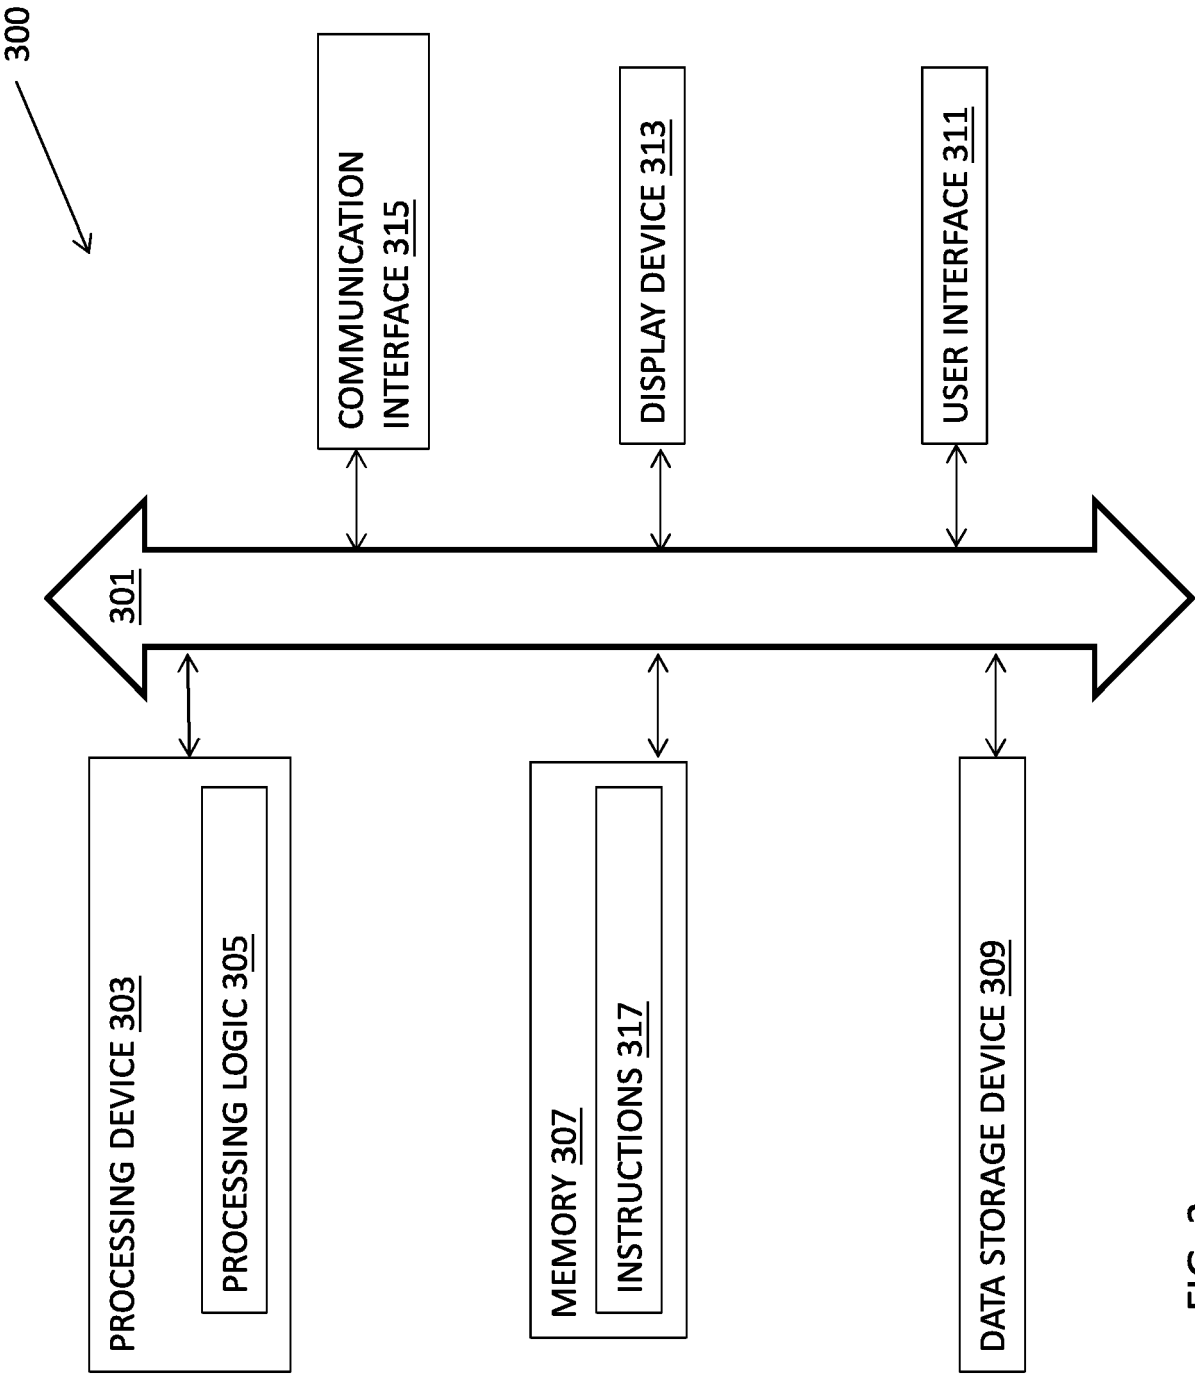 300
PROCESSING DEVICE 303
PROCESSING LOGIC 305
301
COMMUNICATION
INTERFACE 315
MEMORY 307
INSTRUCTIONS 317
DISPLAY DEVICE 313
DATA STORAGE DEVICE 309
USER INTERFACE 311
FIG.